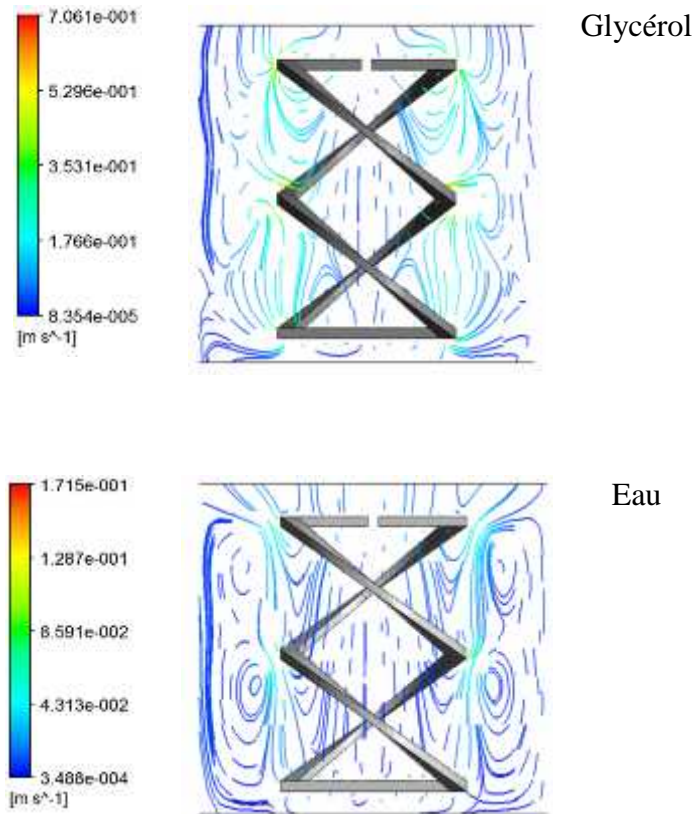 Glycérol
7.061e-001
5.296e-001
3.531e-001
1.766e-001
8.354e-005
[m s^-1]
Eau
1.715e-001
1.287e-001
8.591e-002
4.313e-002
3.488e-004
[m s^-1]